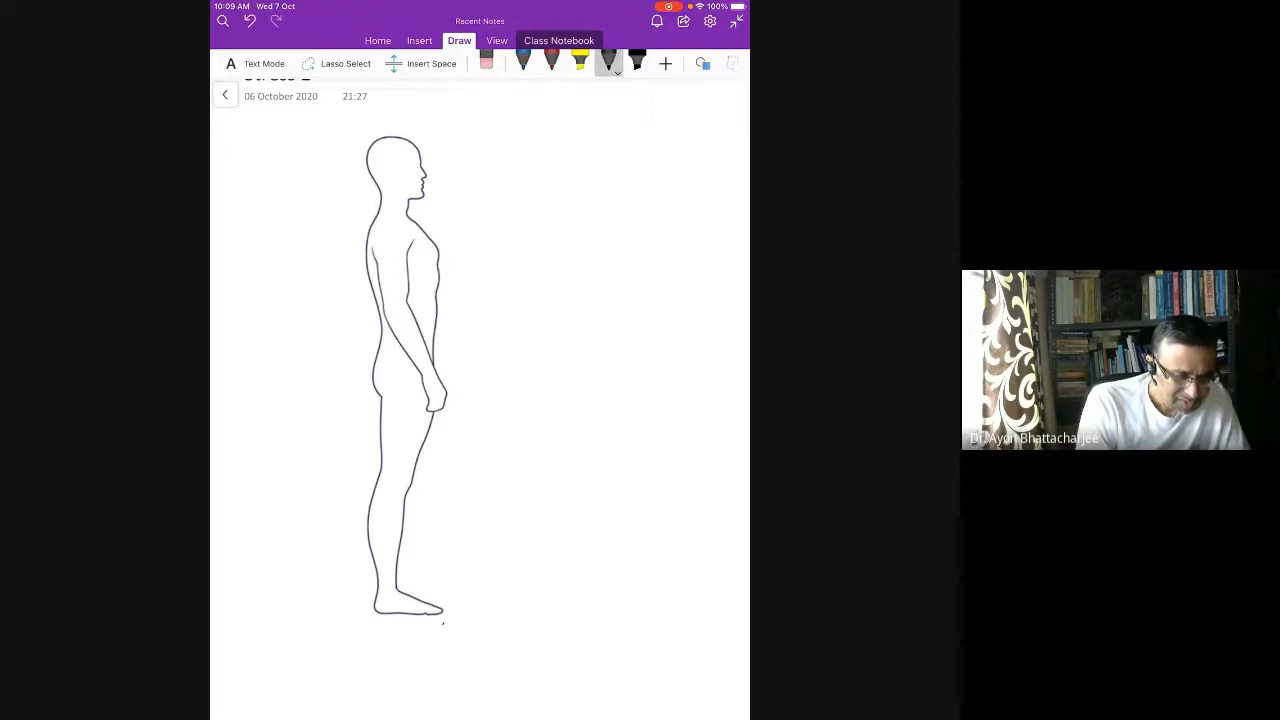 10:09 AM Wed 7 Oct
100%
Recent Notes
Home Insert Draw View Class Notebook
A Text Mode Lasso Select Insert Space
06 October 2020 21:27
Dr. Ayon Bhattacharjee